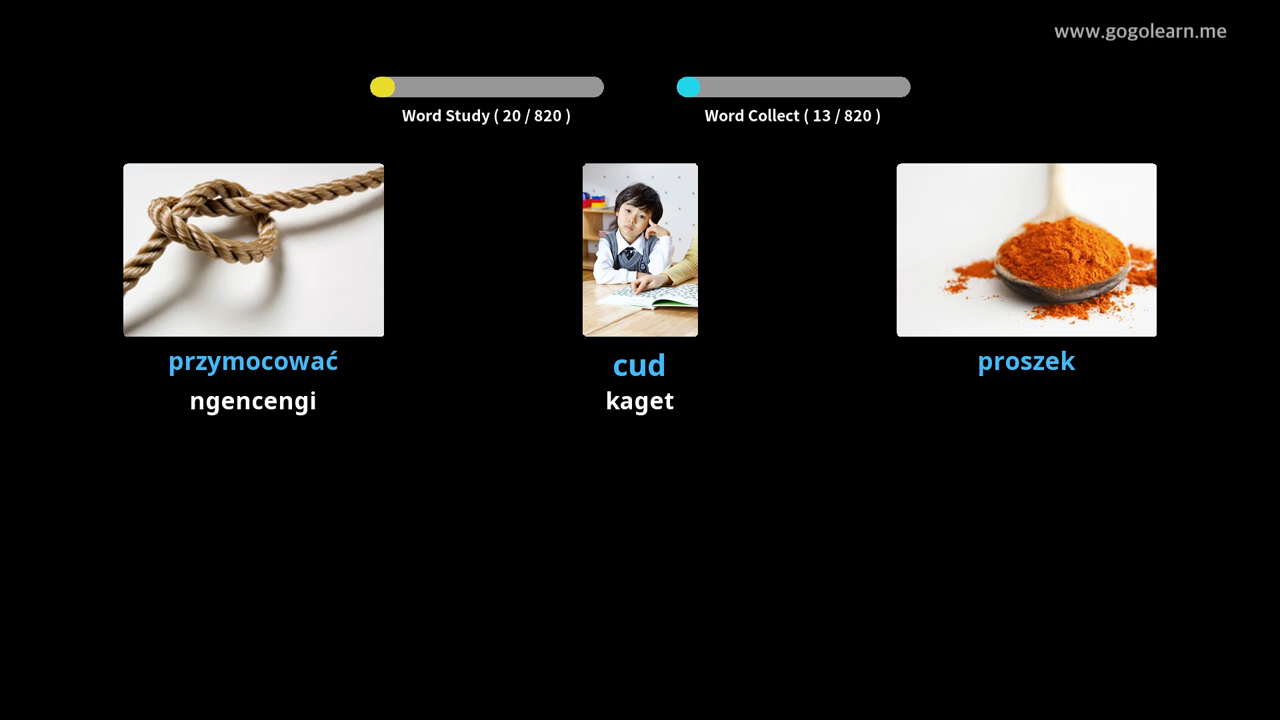 www.gogolearn.me
Word Study ( 20 / 820 )
Word Collect ( 13 / 820 )
przymocować
cud
proszek
ngencengi
kaget